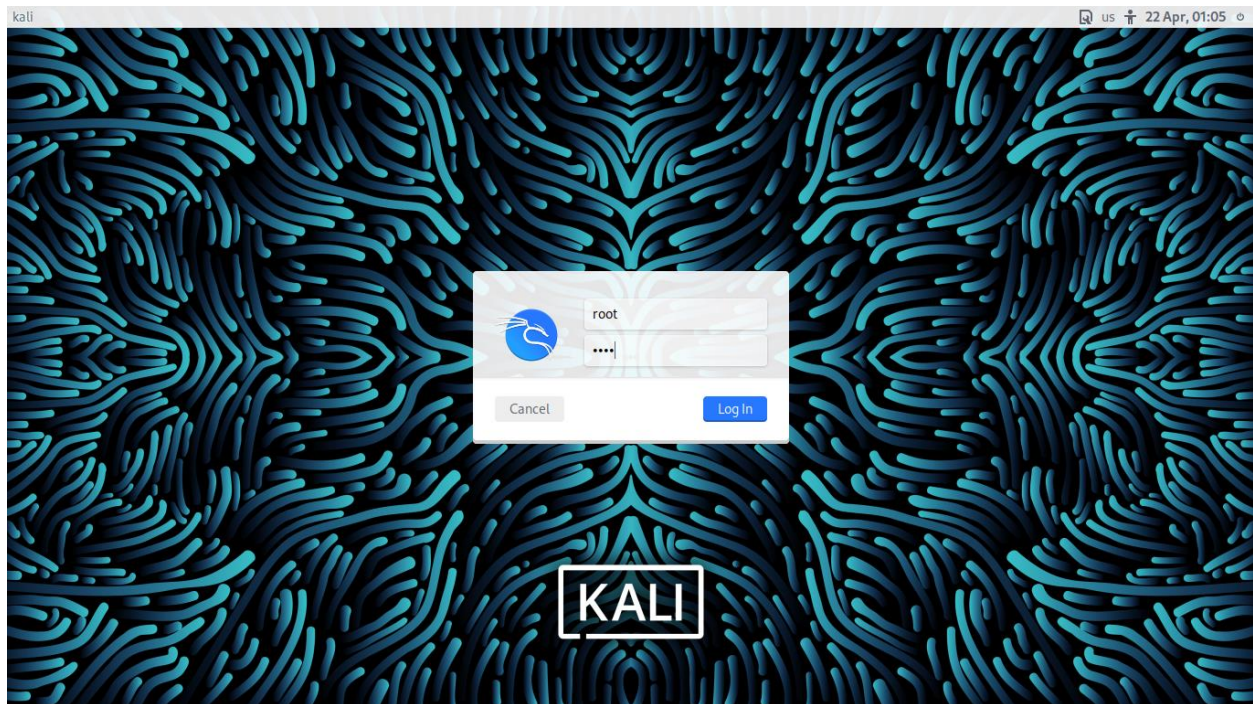 kali
us 22 Apr, 01:05
root
••••
Cancel
Log In
KALI